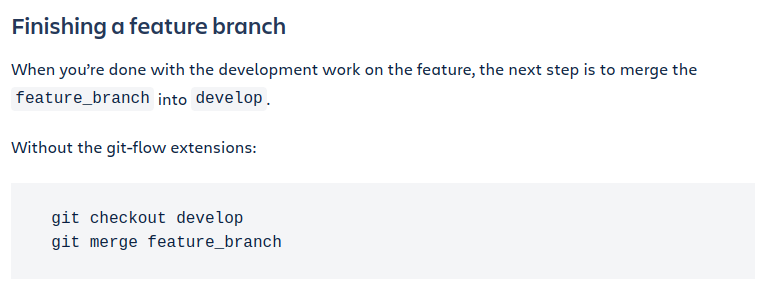 Finishing a feature branch
When you’re done with the development work on the feature, the next step is to merge the
feature_branch into develop.
Without the git-flow extensions:
git checkout develop
git merge feature_branch